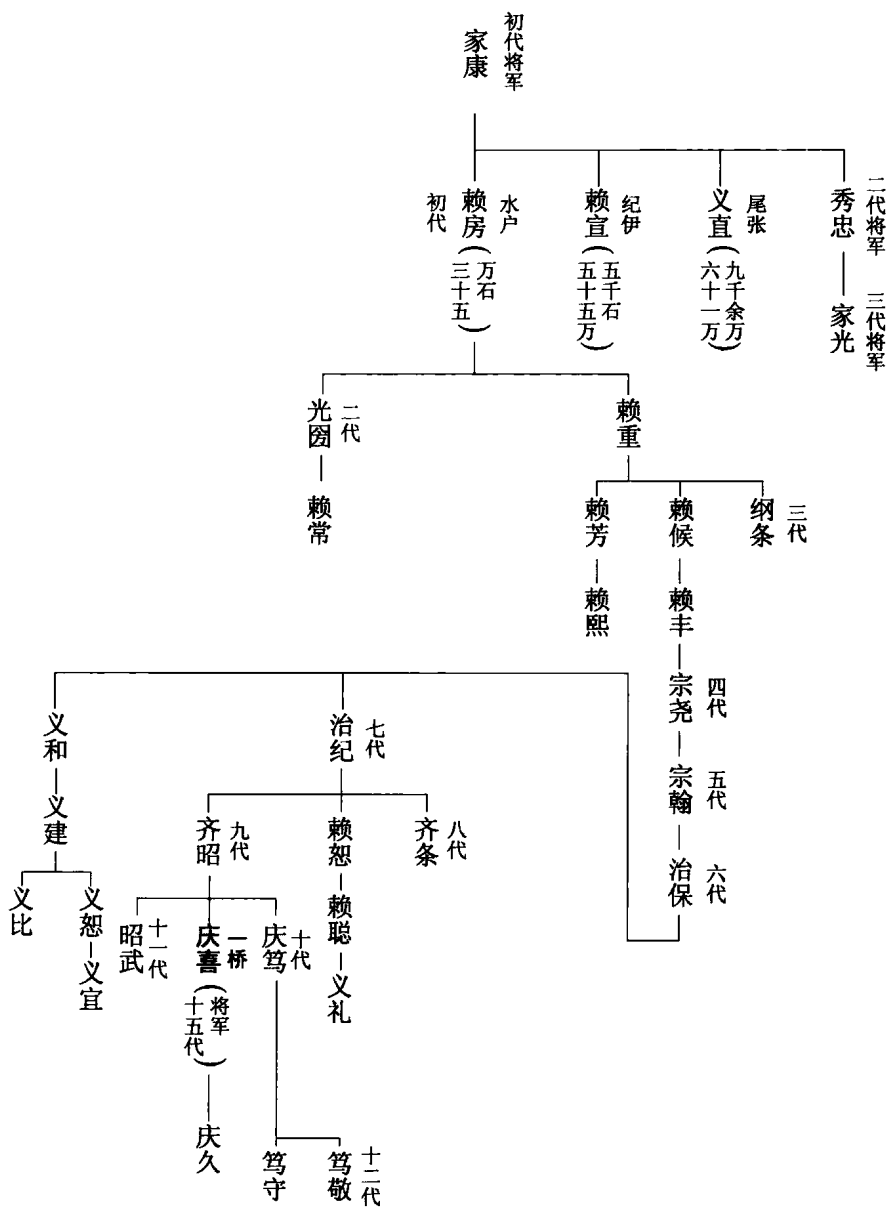 初代将军
家康
二代将军
秀忠
三代将军
家光
尾张
义直(九千余万
六十一万)
纪伊
赖宣(五千石
五十五万)
水户
赖房(万石
三十五)
初代
赖重
二代
光圀
赖常
三代
纲条
赖候
赖芳
赖丰
赖熙
四代
宗尧
五代
宗翰
六代
治保
七代
治纪
义和
义建
八代
齐条
赖恕
九代
齐昭
赖聪
义礼
义恕
义宜
义比
十代
庆笃
一桥
庆喜(将军
十五代)
十一代
昭武
庆久
十二代
笃敬
笃守